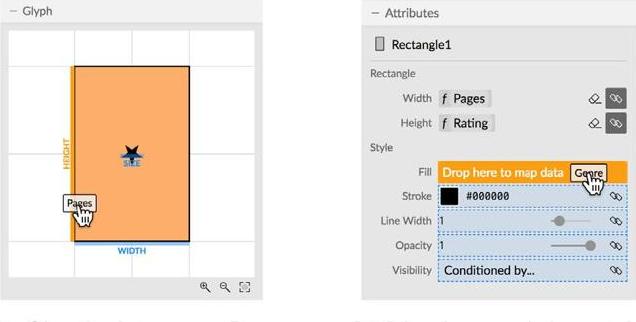 − Glyph
HEIGHT
SIZE
Pages
WIDTH
− Attributes
Rectangle1
Rectangle
Width f Pages
Height f Rating
Style
Fill Drop here to map data Genre
Stroke #000000
Line Width 1
Opacity 1
Visibility Conditioned by...